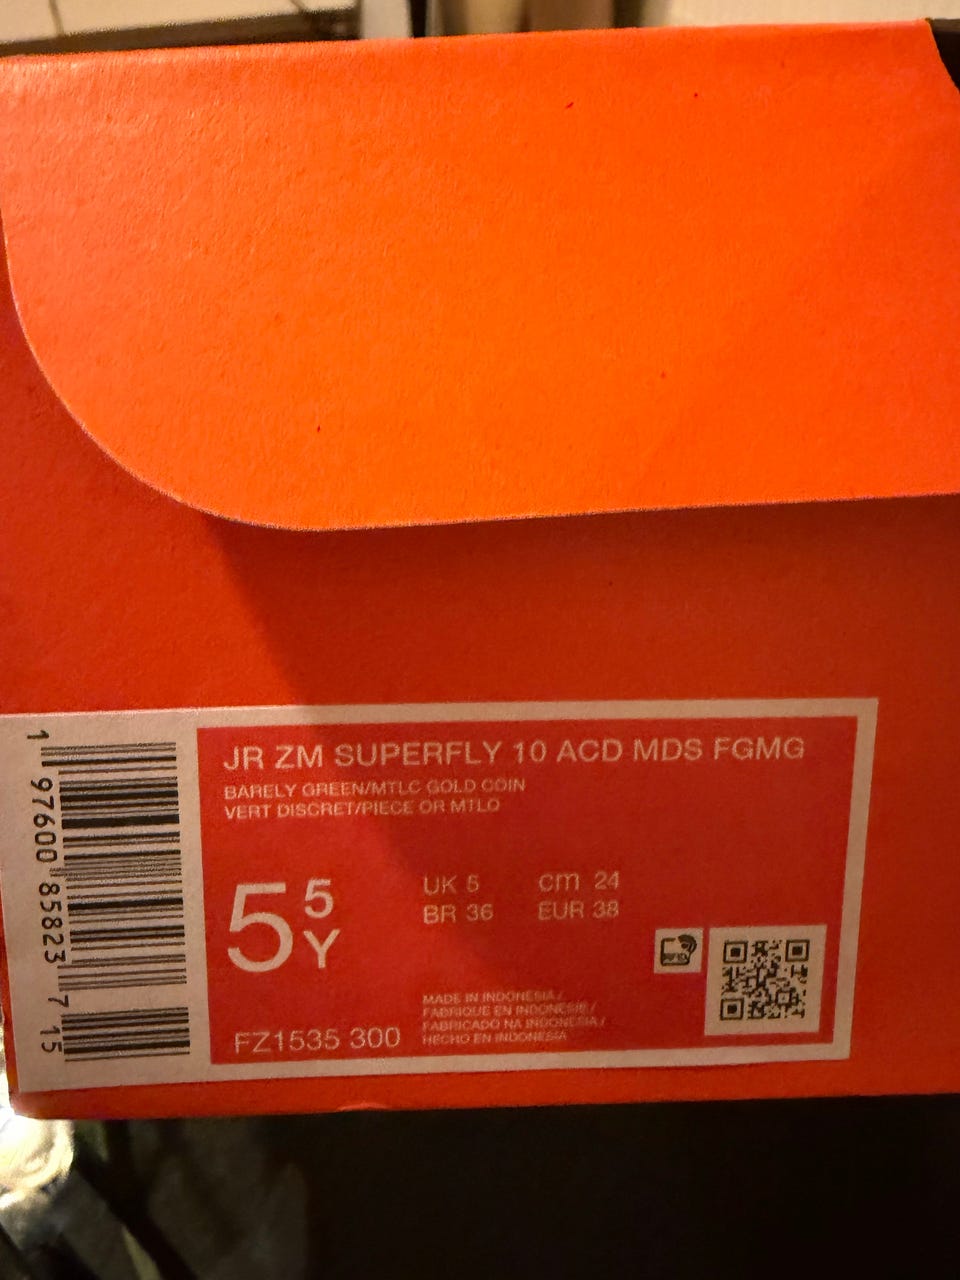 JR ZM SUPERFLY 10 ACD MDS FGMG
BARELY GREEN/MTLC GOLD COIN
VERT DISCRET/PIECE OR MTLO
5 5 Y
UK 5 cm 24
BR 36 EUR 38
FZ1535 300
MADE IN INDONESIA /
FABRIQUE EN INDONESIE /
FABRICADO NA INDONESIA /
HECHO EN INDONESIA
1 97600 85823 7 15